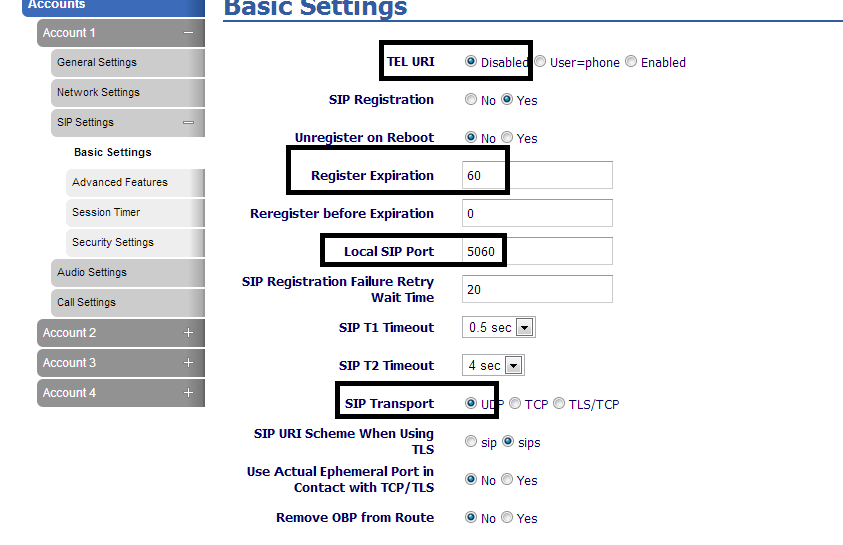 Accounts
Account 1
General Settings
Network Settings
SIP Settings
Basic Settings
Advanced Features
Session Timer
Security Settings
Audio Settings
Call Settings
Account 2
Account 3
Account 4
Basic Settings
TEL URI Disabled User=phone Enabled
SIP Registration No Yes
Unregister on Reboot No Yes
Register Expiration 60
Reregister before Expiration 0
Local SIP Port 5060
SIP Registration Failure Retry
Wait Time 20
SIP T1 Timeout 0.5 sec
SIP T2 Timeout 4 sec
SIP Transport UDP TCP TLS/TCP
SIP URI Scheme When Using
TLS sip sips
Use Actual Ephemeral Port in
Contact with TCP/TLS No Yes
Remove OBP from Route No Yes